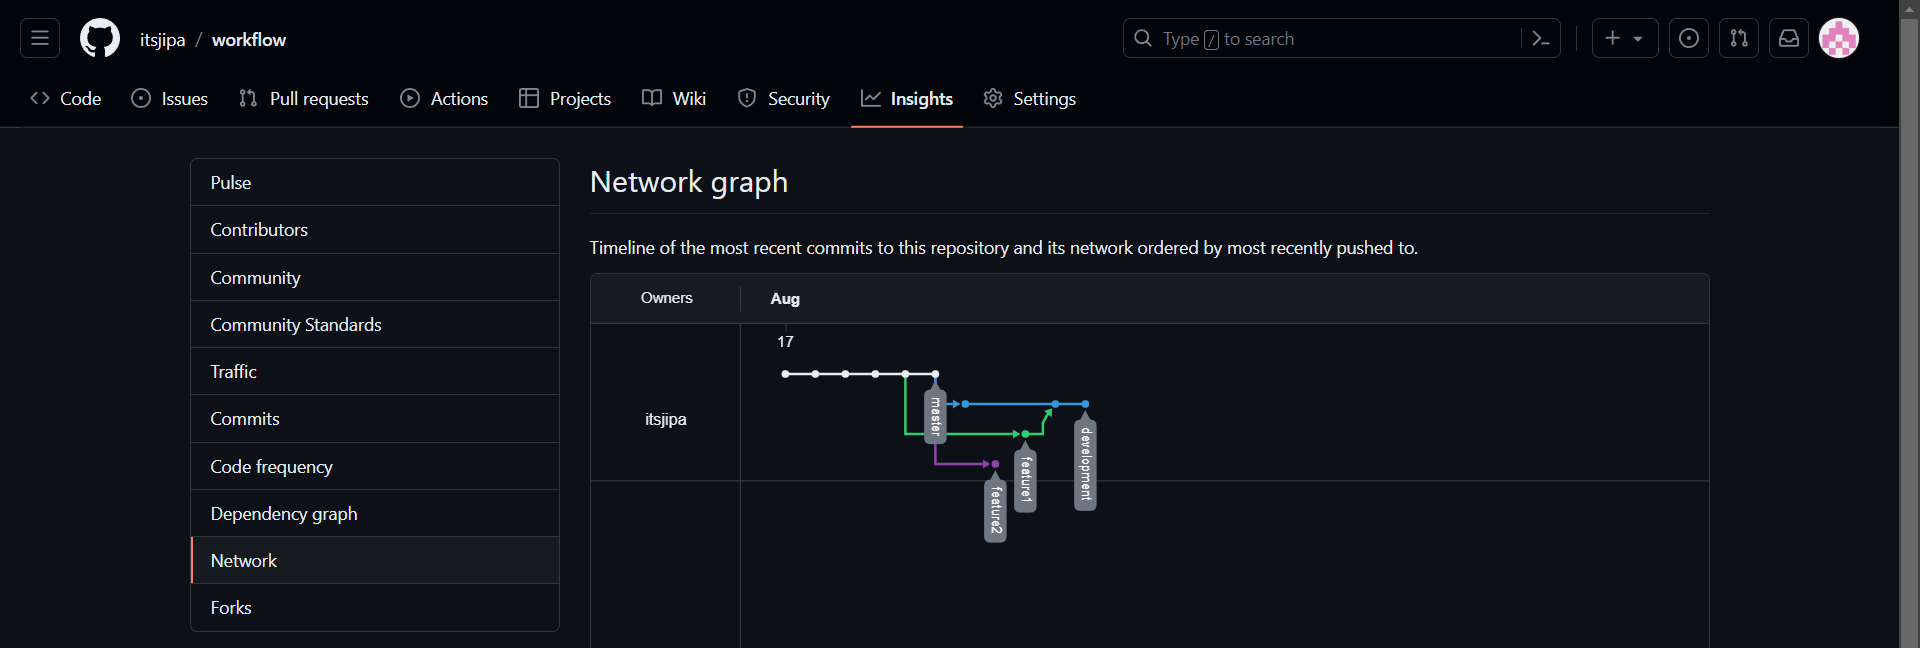 itsjipa / workflow
Type / to search
Code Issues Pull requests Actions Projects Wiki Security Insights Settings
Pulse
Contributors
Community
Community Standards
Traffic
Commits
Code frequency
Dependency graph
Network
Forks
Network graph
Timeline of the most recent commits to this repository and its network ordered by most recently pushed to.
Owners Aug
17
itsjipa
master
development
feature1
feature2